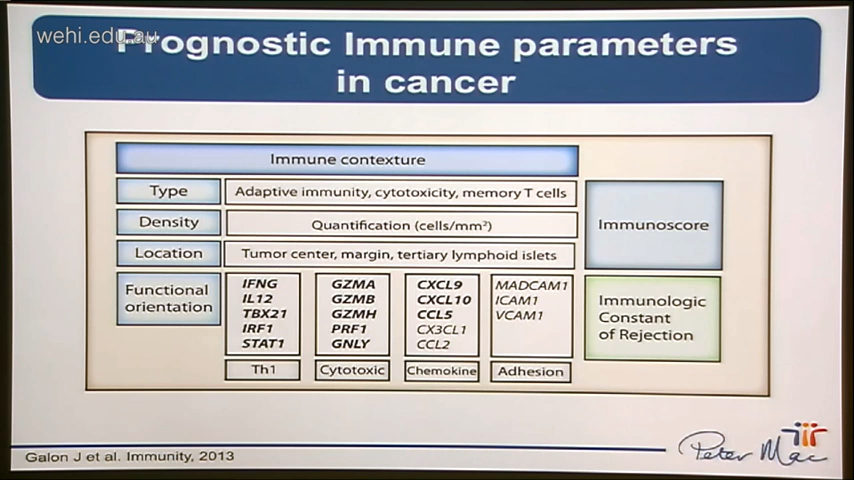 wehi.edu.au
Prognostic Immune parameters
in cancer
Immune contexture
Type
Adaptive immunity, cytotoxicity, memory T cells
Density
Quantification (cells/mm²)
Location
Tumor center, margin, tertiary lymphoid islets
Immunoscore
Functional
orientation
IFNG
IL12
TBX21
IRF1
STAT1
Th1
GZMA
GZMB
GZMH
PRF1
GNLY
Cytotoxic
CXCL9
CXCL10
CCL5
CX3CL1
CCL2
Chemokine
MADCAM1
ICAM1
VCAM1
Adhesion
Immunologic
Constant
of Rejection
Galon J et al. Immunity, 2013
Peter Mac